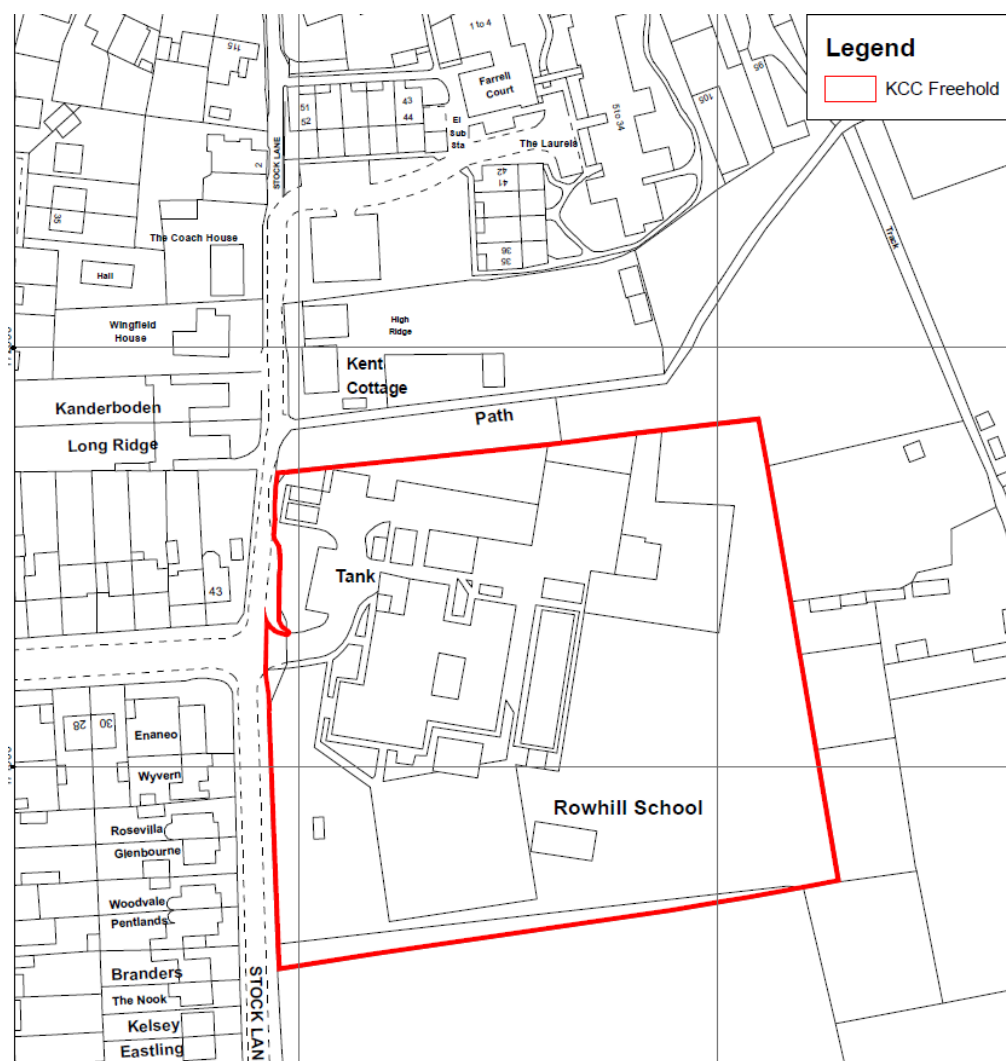 Legend
KCC Freehold
115
1 to 4
Farrell
Court
51
52
43
44
El
Sub
Sta
5 to 34
105
95
The Laurels
STOCK LANE
2
42
41
36
35
35
The Coach House
Hall
Track
Wingfield
House
High
Ridge
Kent
Cottage
Kanderboden
Path
Long Ridge
43
Tank
28
30
Enaneo
Wyvern
Rowhill School
Rosevilla
Glenbourne
Woodvale
Pentlands
Branders
The Nook
Kelsey
Eastling
STOCK LAN